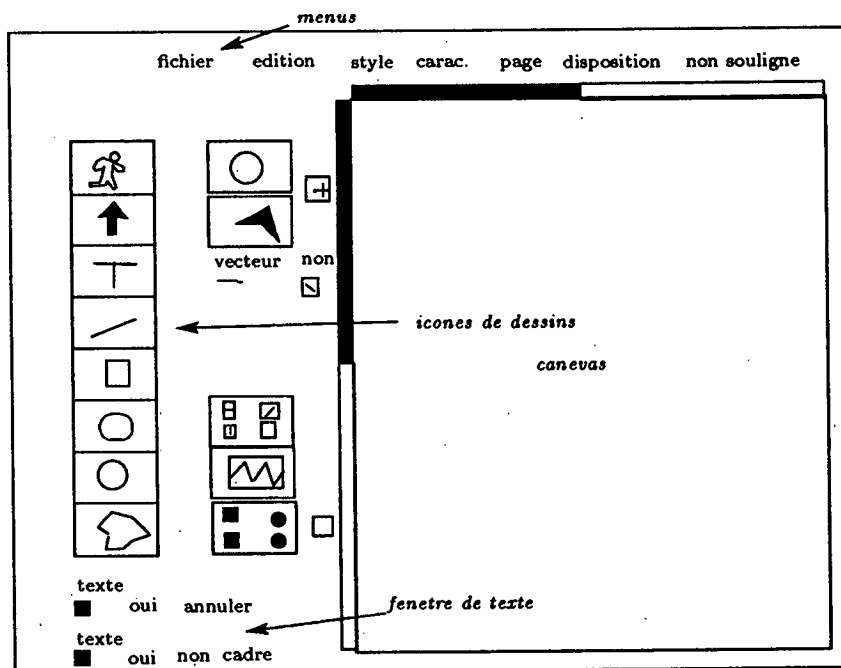 menus
fichier edition style carac. page disposition non souligne
vecteur non
icones de dessins
canevas
texte
oui annuler
fenetre de texte
texte
oui non cadre